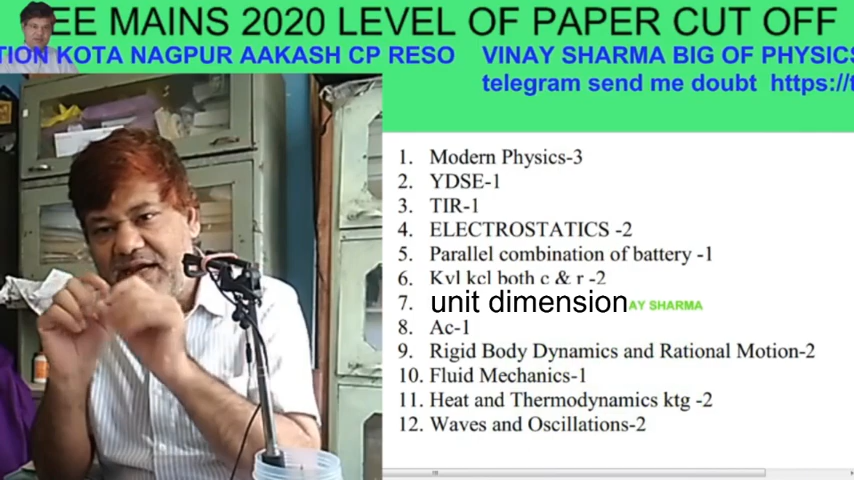 EE MAINS 2020 LEVEL OF PAPER CUT OFF
TION KOTA NAGPUR AAKASH CP RESO VINAY SHARMA BIG OF PHYSICS
telegram send me doubt https://t
1. Modern Physics-3
2. YDSE-1
3. TIR-1
4. ELECTROSTATICS -2
5. Parallel combination of battery -1
6. Kvl kcl both c & r -2
7. unit dimension AY SHARMA
8. Ac-1
9. Rigid Body Dynamics and Rational Motion-2
10. Fluid Mechanics-1
11. Heat and Thermodynamics ktg -2
12. Waves and Oscillations-2